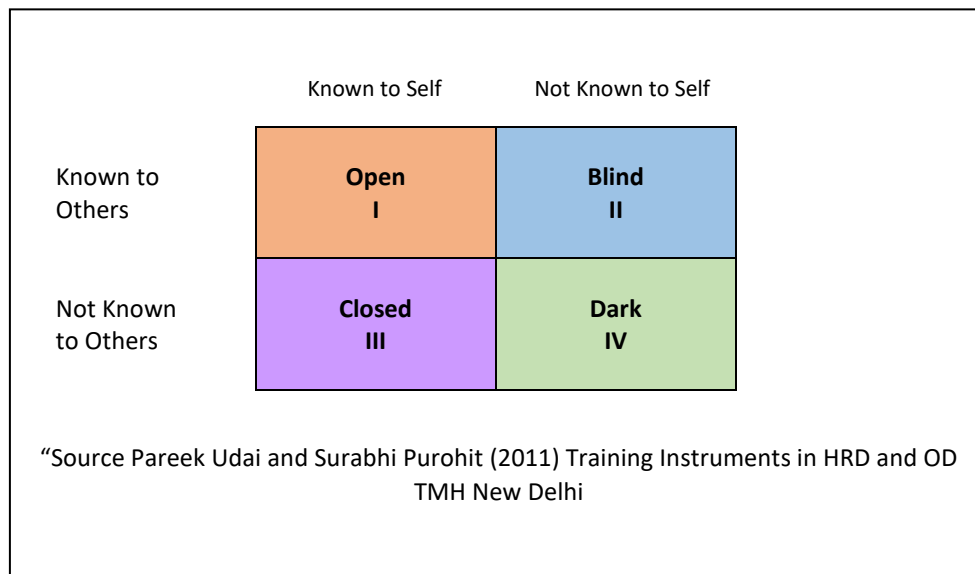 Known to Self
Not Known to Self
Known to
Others
Open
I
Blind
II
Not Known
to Others
Closed
III
Dark
IV
“Source Pareek Udai and Surabhi Purohit (2011) Training Instruments in HRD and OD
TMH New Delhi